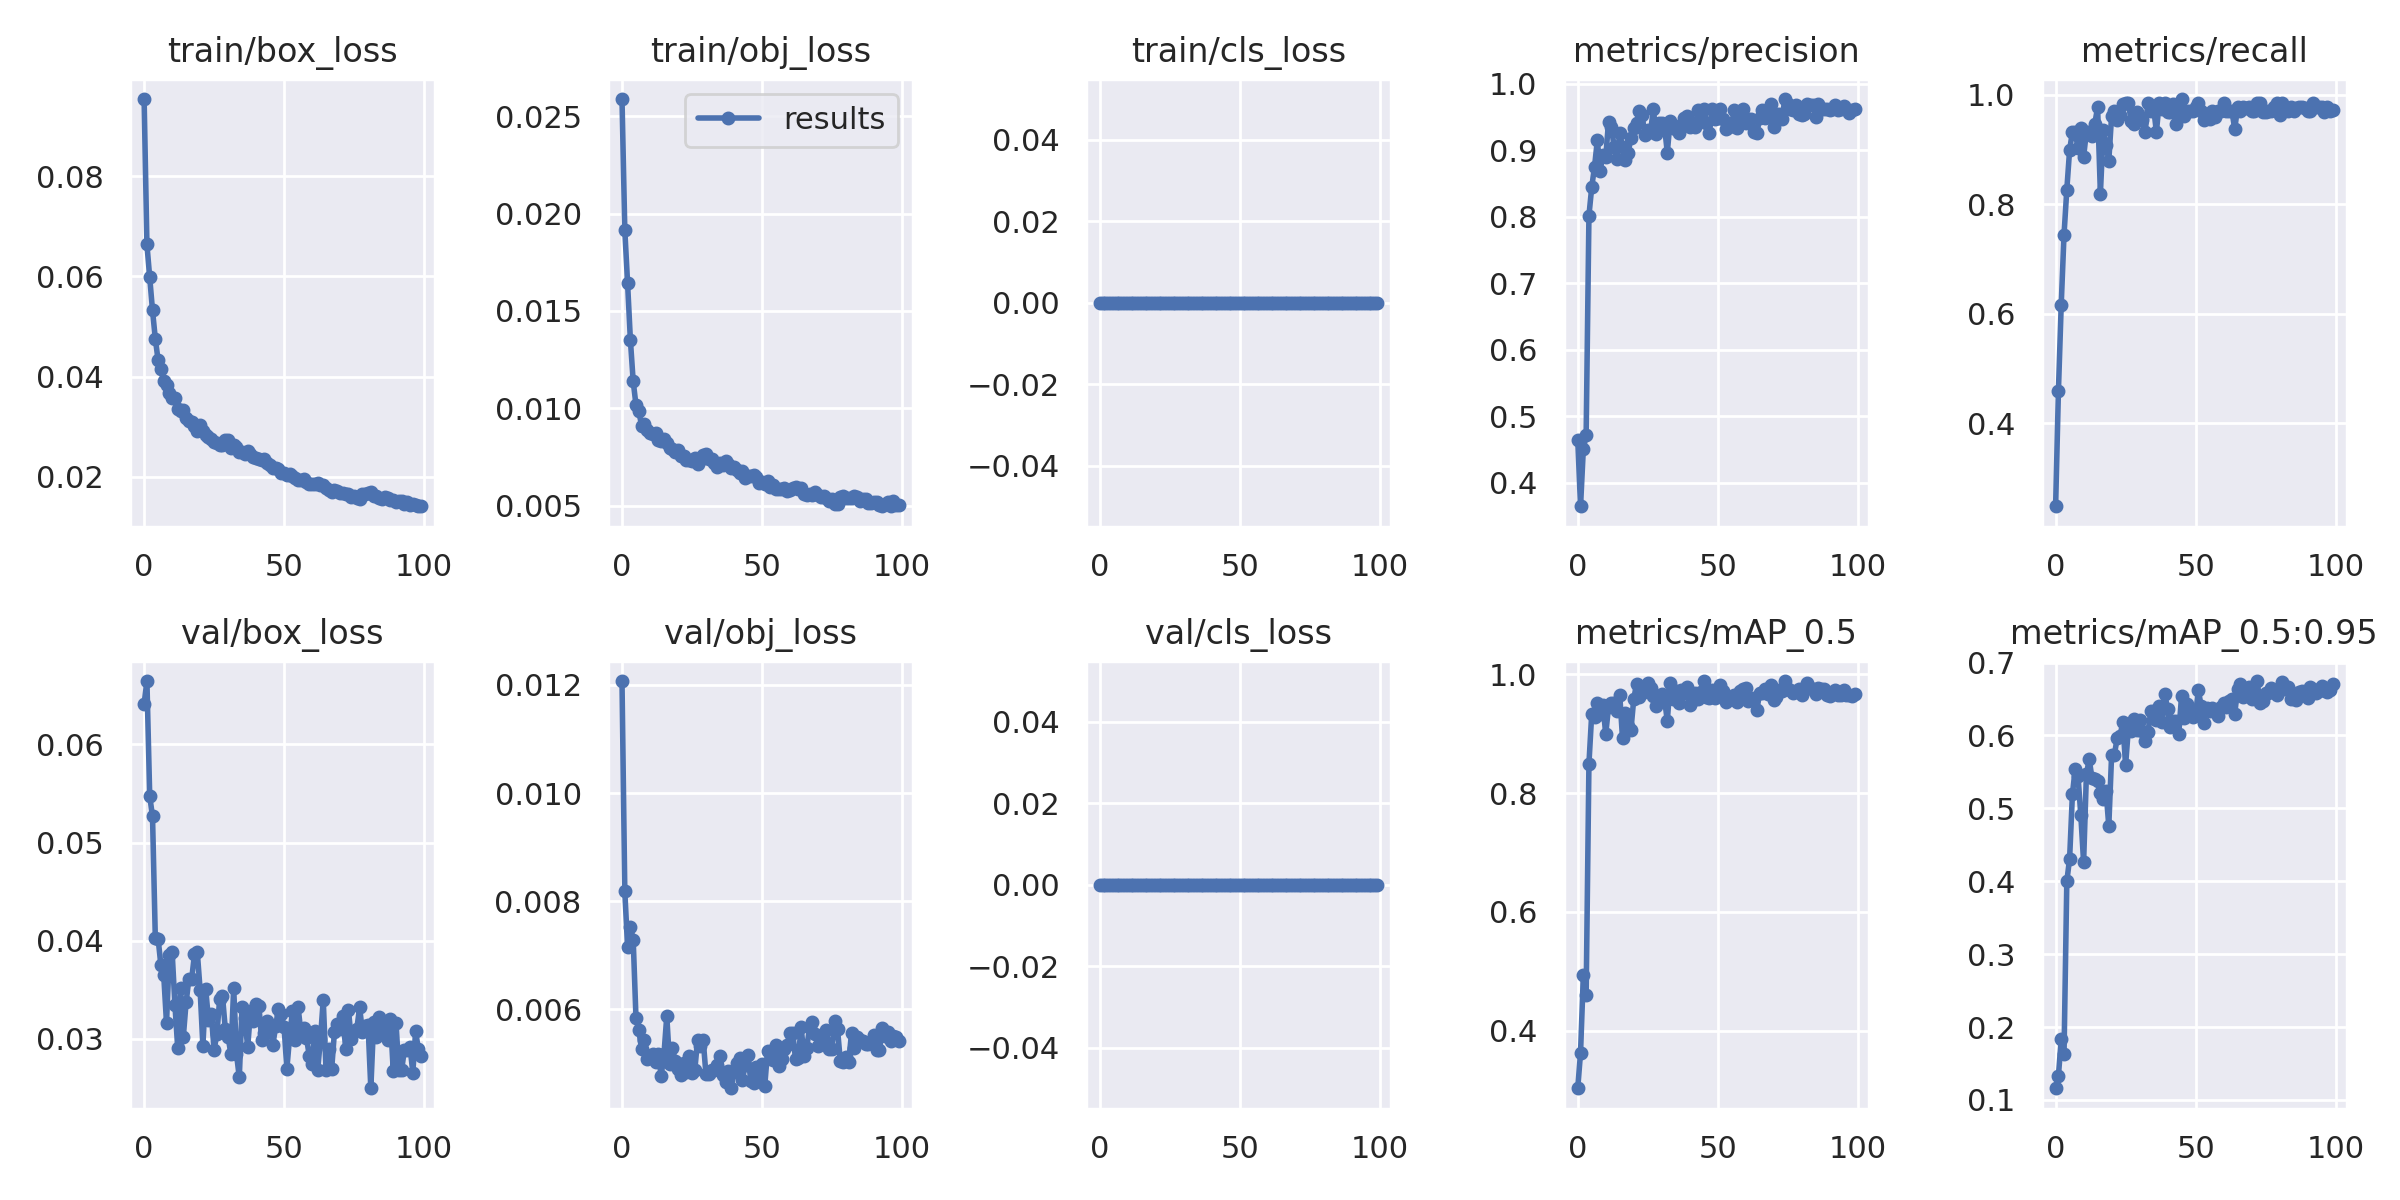 train/box_loss
0.08
0.06
0.04
0.02
0 50 100
train/obj_loss
results
0.025
0.020
0.015
0.010
0.005
0 50 100
train/cls_loss
0.04
0.02
0.00
−0.02
−0.04
0 50 100
metrics/precision
1.0
0.9
0.8
0.7
0.6
0.5
0.4
0 50 100
metrics/recall
1.0
0.8
0.6
0.4
0 50 100
val/box_loss
0.06
0.05
0.04
0.03
0 50 100
val/obj_loss
0.012
0.010
0.008
0.006
0 50 100
val/cls_loss
0.04
0.02
0.00
−0.02
−0.04
0 50 100
metrics/mAP_0.5
1.0
0.8
0.6
0.4
0 50 100
metrics/mAP_0.5:0.95
0.7
0.6
0.5
0.4
0.3
0.2
0.1
0 50 100